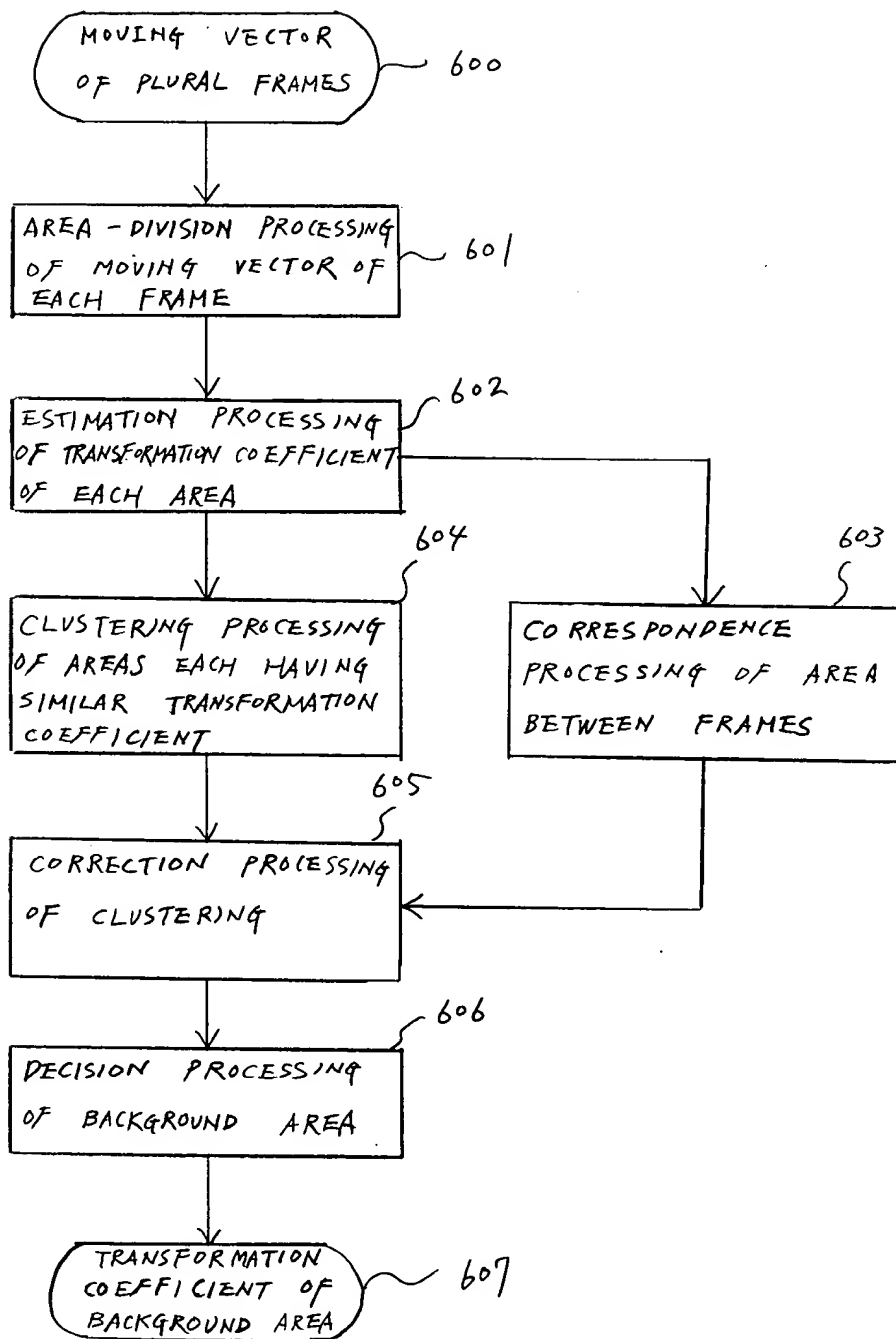 MOVING VECTOR
OF PLURAL FRAMES
600
AREA-DIVISION PROCESSING
OF MOVING VECTOR OF
EACH FRAME
601
602
ESTIMATION PROCESSING
OF TRANSFORMATION COEFFICIENT
OF EACH AREA
604
603
CLUSTERING PROCESSING
OF AREAS EACH HAVING
SIMILAR TRANSFORMATION
COEFFICIENT
CORRESPONDENCE
PROCESSING OF AREA
BETWEEN FRAMES
605
CORRECTION PROCESSING
OF CLUSTERING
606
DECISION PROCESSING
OF BACKGROUND AREA
TRANSFORMATION
COEFFICIENT OF
BACKGROUND AREA
607